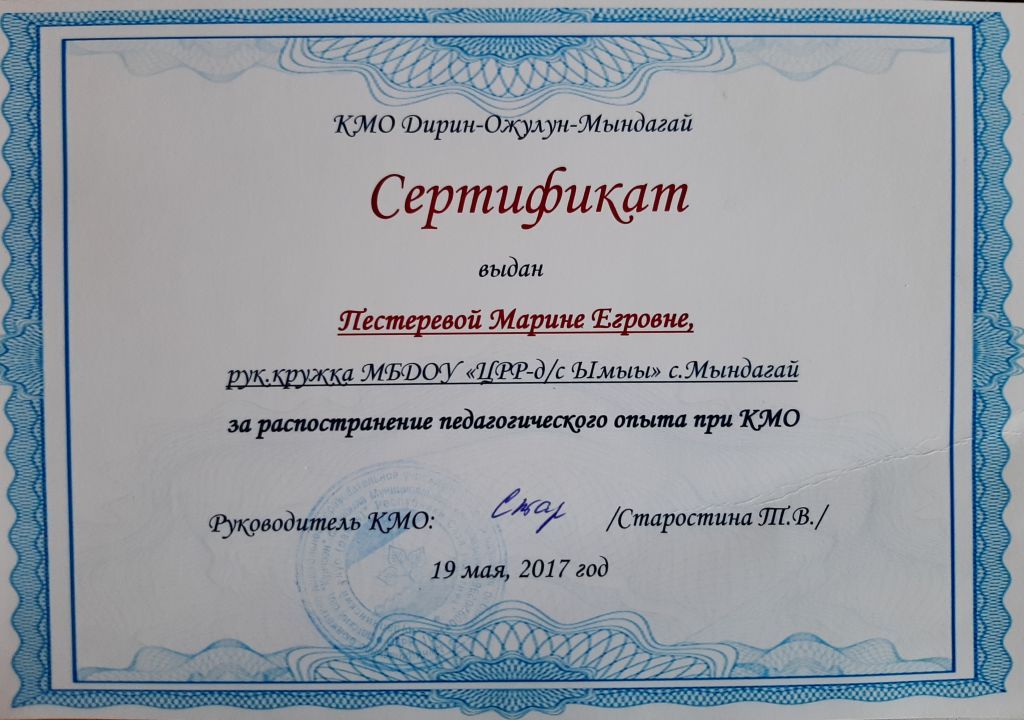 КМО Дирин-Ожулун-Мындагай
Сертификат
выдан
Пестеревой Марине Егровне,
рук.кружка МБДОУ «ЦРР-д/с Ымыы» с.Мындагай
за распостранение педагогического опыта при КМО
Руководитель КМО: Стар /Старостина Т.В./
19 мая, 2017 год